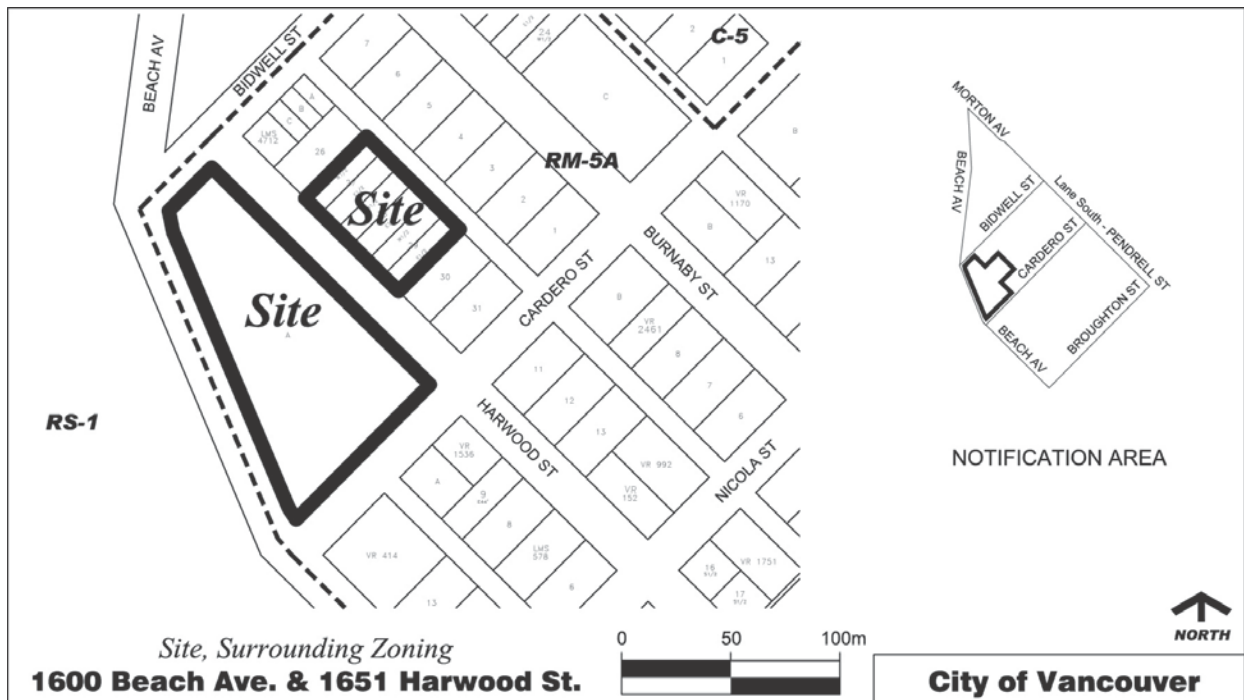 BEACH AV
BIDWELL ST
7
6
5
4
3
2
1
A
B
C
LMS
4712
26
24
C
2
1
C-5
RM-5A
B
VR
1170
B
13
Site
30
31
Site
A
CARDERO ST
BURNABY ST
B
VR
2461
8
7
6
11
12
13
VR 992
VR
152
HARWOOD ST
NICOLA ST
VR
1536
A
9
8
LMS
578
6
VR 414
13
16
VR 1751
17
RS-1
MORTON AV
BEACH AV
BIDWELL ST
Lane South - PENDRELL ST
CARDERO ST
BROUGHTON ST
BEACH AV
NOTIFICATION AREA
NORTH
Site, Surrounding Zoning
1600 Beach Ave. & 1651 Harwood St.
0 50 100m
City of Vancouver